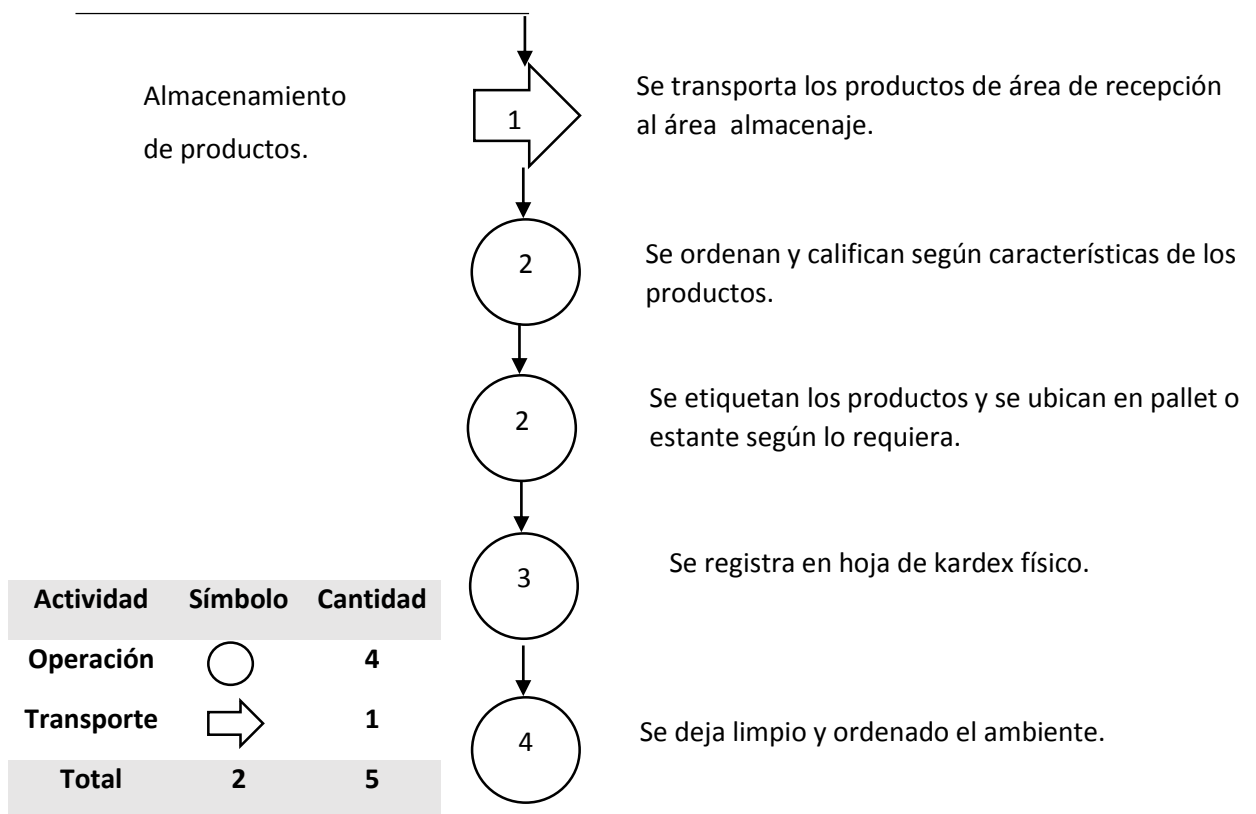 Almacenamiento
de productos.
1
Se transporta los productos de área de recepción
al área almacenaje.
2
Se ordenan y califican según características de los
productos.
2
Se etiquetan los productos y se ubican en pallet o
estante según lo requiera.
3
Se registra en hoja de kardex físico.
4
Se deja limpio y ordenado el ambiente.
Actividad Símbolo Cantidad
Operación 4
Transporte 1
Total 2 5